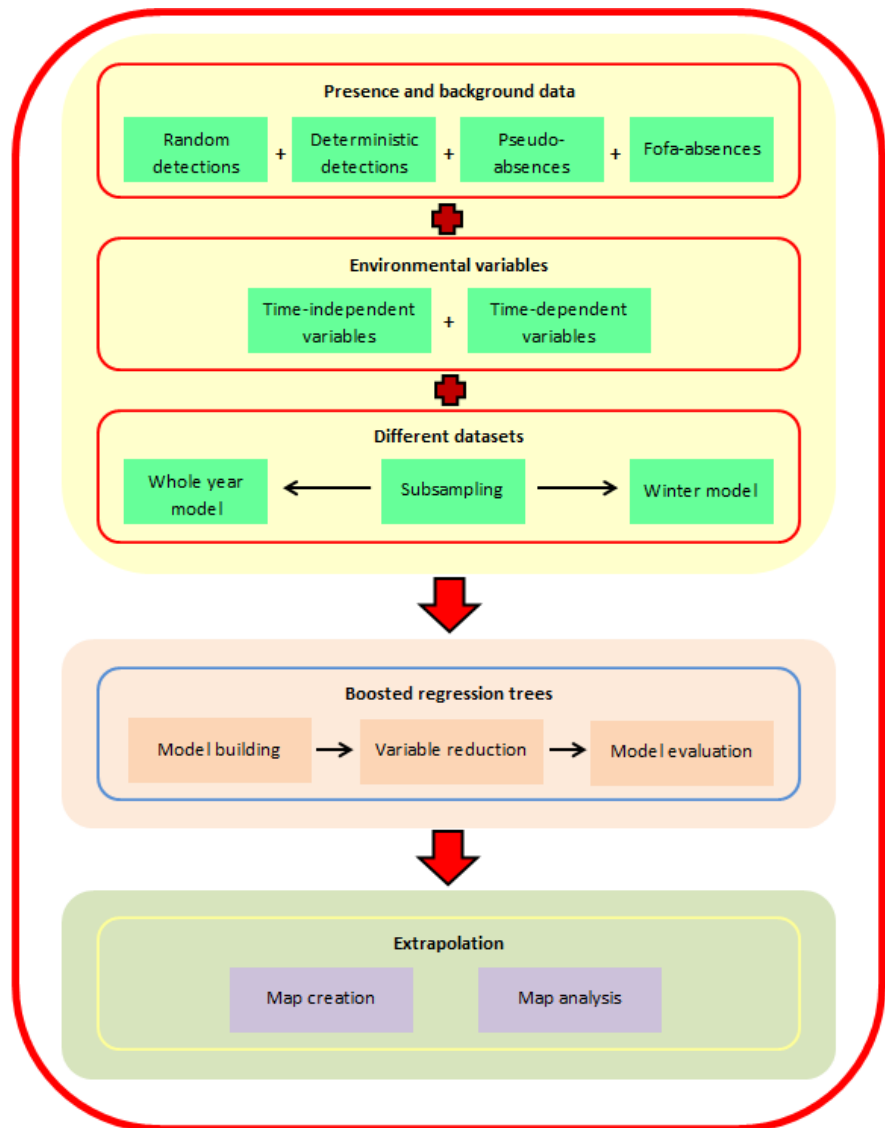 Presence and background data
Random
detections
+
Deterministic
detections
+
Pseudo-
absences
+
Fofa-absences
Environmental variables
Time-independent
variables
+
Time-dependent
variables
Different datasets
Whole year
model
Subsampling
Winter model
Boosted regression trees
Model building
Variable reduction
Model evaluation
Extrapolation
Map creation
Map analysis